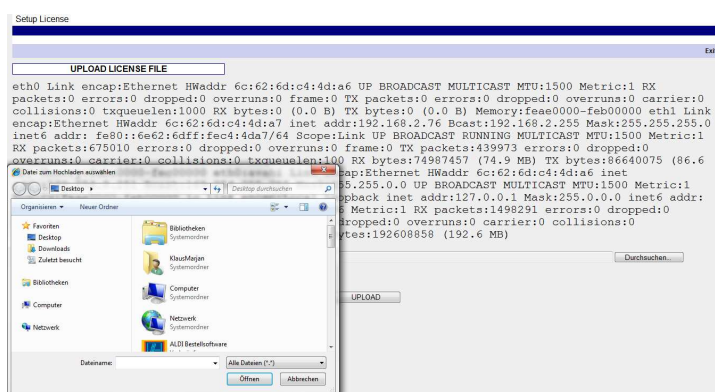 Setup License
Exi
UPLOAD LICENSE FILE
eth0 Link encap:Ethernet HWaddr 6c:62:6d:c4:4d:a6 UP BROADCAST MULTICAST MTU:1500 Metric:1 RX
packets:0 errors:0 dropped:0 overruns:0 frame:0 TX packets:0 errors:0 dropped:0 overruns:0 carrier:0
collisions:0 txqueuelen:1000 RX bytes:0 (0.0 B) TX bytes:0 (0.0 B) Memory:feae0000-feb00000 eth1 Link
encap:Ethernet HWaddr 6c:62:6d:c4:4d:a7 inet addr:192.168.2.76 Bcast:192.168.2.255 Mask:255.255.255.0
inet6 addr: fe80::6e62:6dff:fec4:4da7/64 Scope:Link UP BROADCAST RUNNING MULTICAST MTU:1500 Metric:1
RX packets:675010 errors:0 dropped:0 overruns:0 frame:0 TX packets:439973 errors:0 dropped:0
overruns:0 carrier:0 collisions:0 txqueuelen:100 RX bytes:74987457 (74.9 MB) TX bytes:86640075 (86.6
cap:Ethernet HWaddr 6c:62:6d:c4:4d:a6 inet
55.255.0.0 UP BROADCAST MULTICAST MTU:1500 Metric:1
opback inet addr:127.0.0.1 Mask:255.0.0.0 inet6 addr:
6 Metric:1 RX packets:1498291 errors:0 dropped:0
dropped:0 overruns:0 carrier:0 collisions:0
ytes:192608858 (192.6 MB)
Durchsuchen...
UPLOAD
Datei zum Hochladen auswählen
Desktop
Desktop durchsuchen
Organisieren
Neuer Ordner
Favoriten
Desktop
Downloads
Zuletzt besucht
Bibliotheken
Computer
Netzwerk
Bibliotheken
Systemordner
KlausMarjan
Systemordner
Computer
Systemordner
Netzwerk
Systemordner
ALDI Bestellsoftware
Dateiname:
Alle Dateien (*.*)
Öffnen
Abbrechen